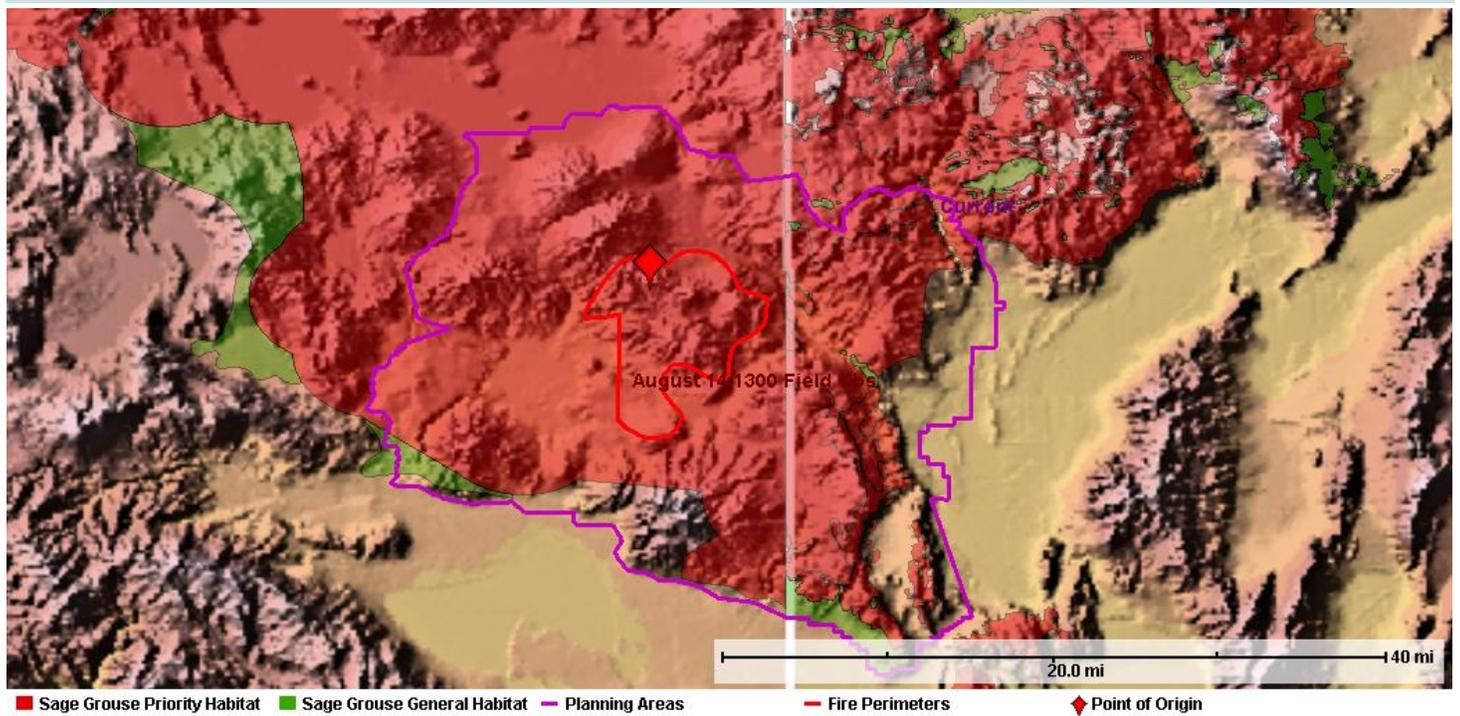 Current
August 14 1300 Field Obs
20.0 mi
40 mi
Sage Grouse Priority Habitat
Sage Grouse General Habitat
Planning Areas
Fire Perimeters
Point of Origin